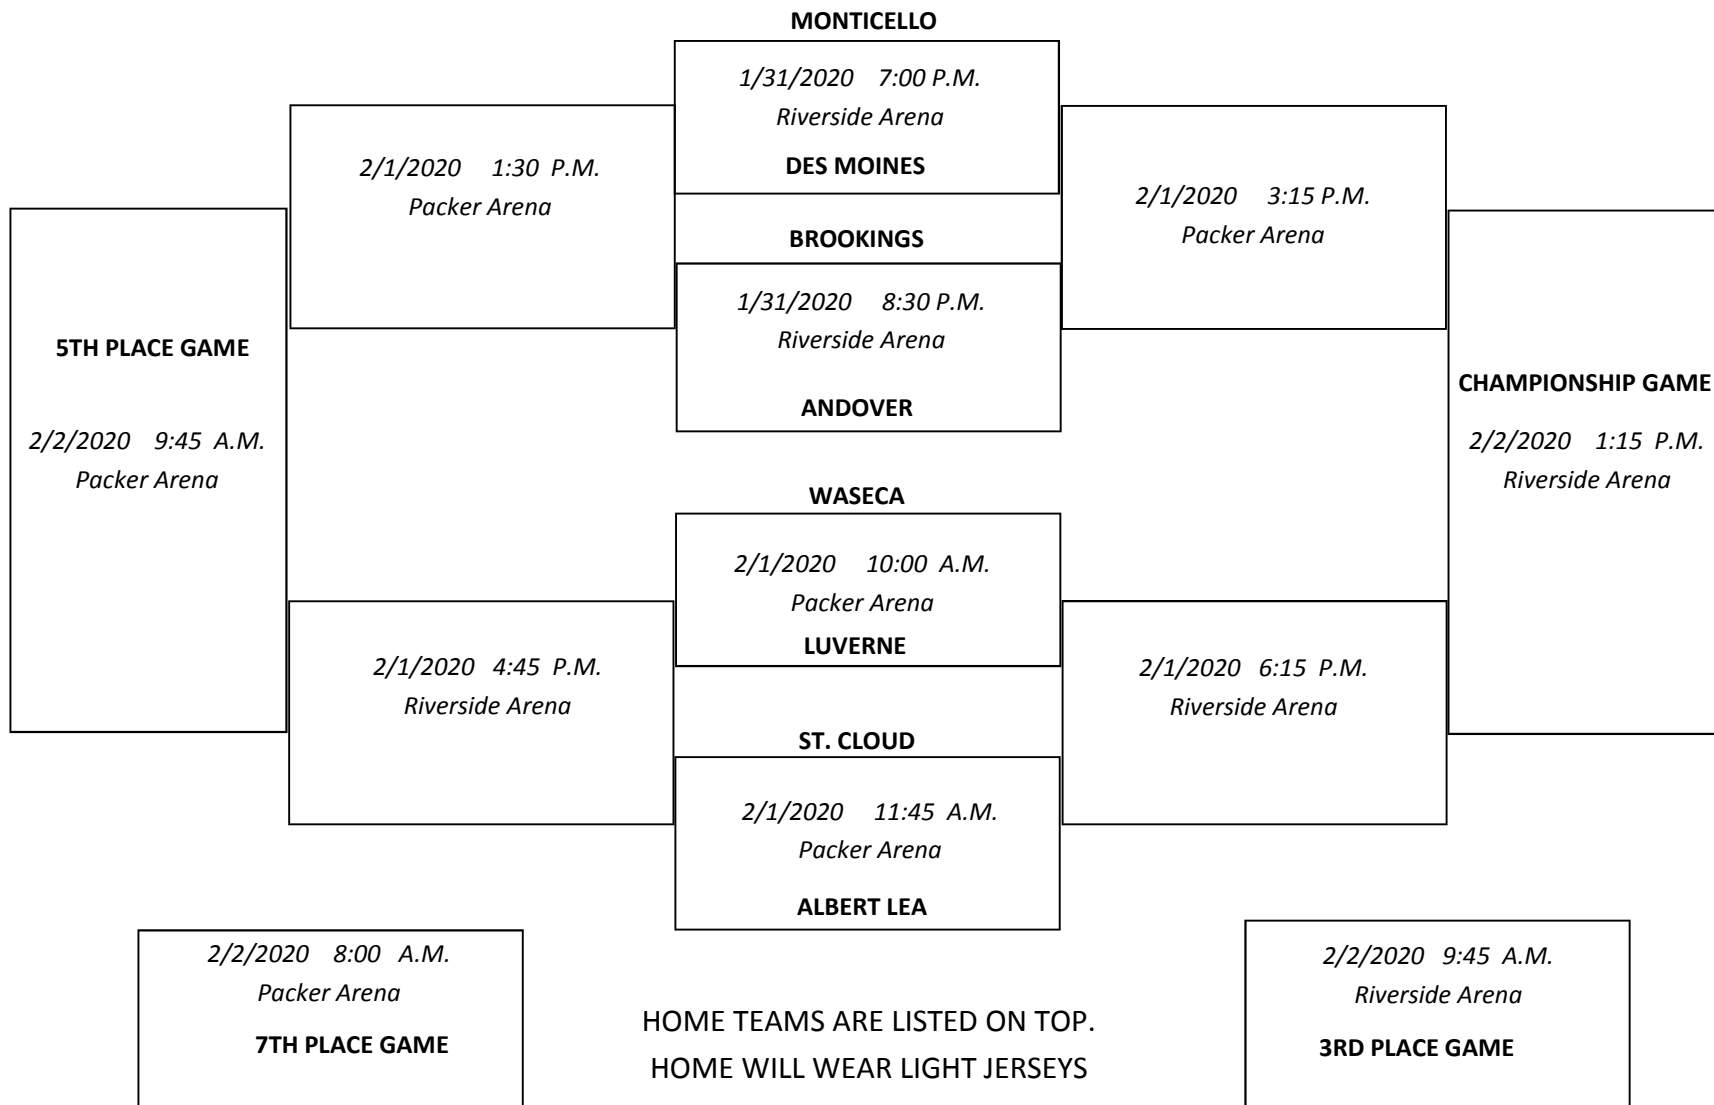 MONTICELLO
1/31/2020 7:00 P.M.
Riverside Arena
DES MOINES
2/1/2020 1:30 P.M.
Packer Arena
2/1/2020 3:15 P.M.
Packer Arena
BROOKINGS
1/31/2020 8:30 P.M.
Riverside Arena
ANDOVER
5TH PLACE GAME
2/2/2020 9:45 A.M.
Packer Arena
CHAMPIONSHIP GAME
2/2/2020 1:15 P.M.
Riverside Arena
WASECA
2/1/2020 10:00 A.M.
Packer Arena
LUVERNE
2/1/2020 4:45 P.M.
Riverside Arena
2/1/2020 6:15 P.M.
Riverside Arena
ST. CLOUD
2/1/2020 11:45 A.M.
Packer Arena
ALBERT LEA
2/2/2020 8:00 A.M.
Packer Arena
7TH PLACE GAME
HOME TEAMS ARE LISTED ON TOP.
HOME WILL WEAR LIGHT JERSEYS
2/2/2020 9:45 A.M.
Riverside Arena
3RD PLACE GAME